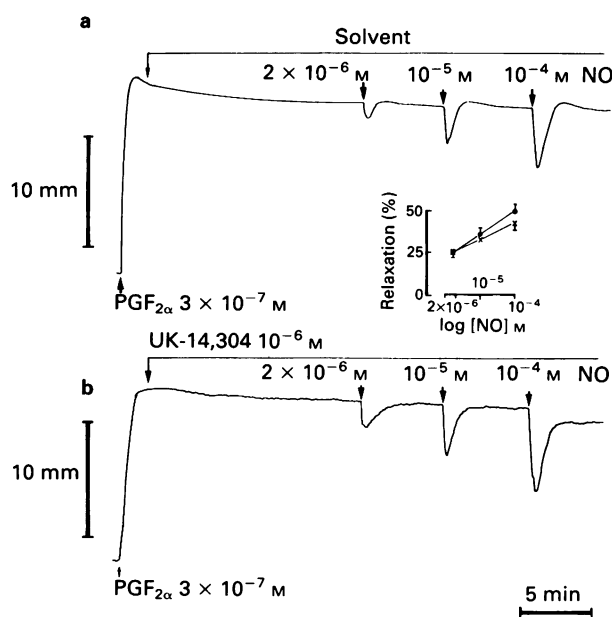 a
Solvent
2 × 10⁻⁶ M 10⁻⁵ M 10⁻⁴ M NO
10 mm
Relaxation (%)
50
25
0
10⁻⁵
2×10⁻⁶ 10⁻⁴
log [NO] M
PGF₂α 3 × 10⁻⁷ M
UK-14,304 10⁻⁶ M
b
2 × 10⁻⁶ M 10⁻⁵ M 10⁻⁴ M NO
10 mm
PGF₂α 3 × 10⁻⁷ M
5 min